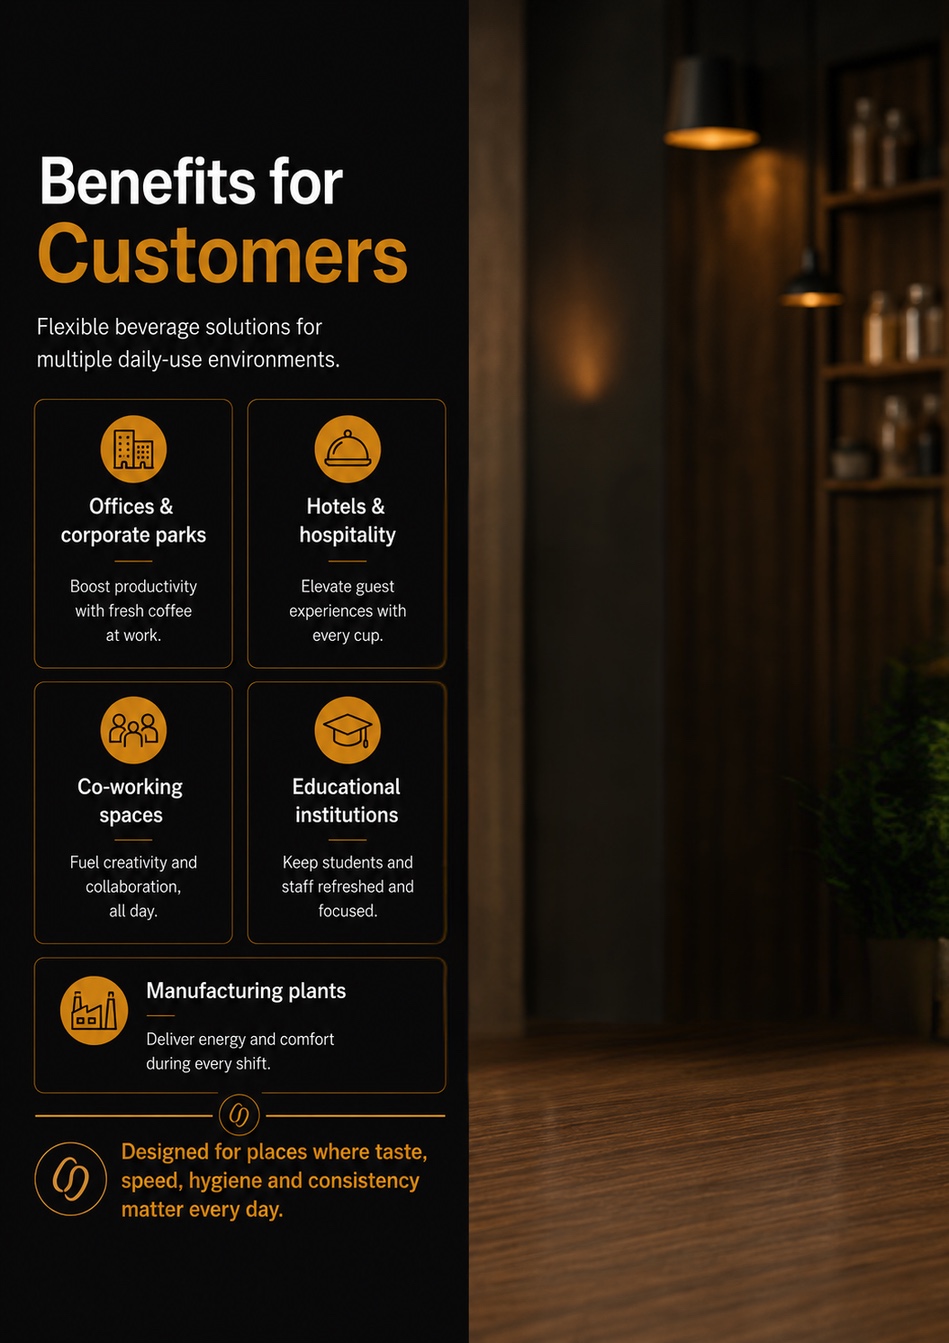 Benefits for
Customers
Flexible beverage solutions for
multiple daily-use environments.
Offices &
corporate parks
Boost productivity
with fresh coffee
at work.
Hotels &
hospitality
Elevate guest
experiences with
every cup.
Co-working
spaces
Fuel creativity and
collaboration,
all day.
Educational
institutions
Keep students and
staff refreshed and
focused.
Manufacturing plants
Deliver energy and comfort
during every shift.
Designed for places where taste,
speed, hygiene and consistency
matter every day.